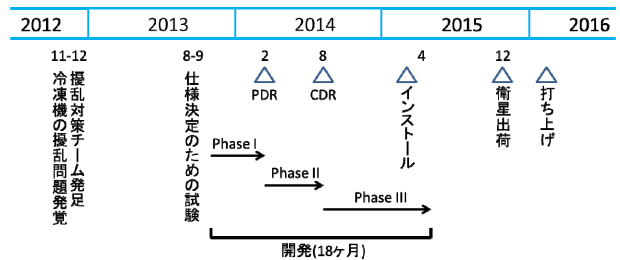 2012
2013
2014
2015
2016
11-12
8-9
2
8
4
12
擾乱対策チーム発足
冷凍機の擾乱問題発覚
仕様決定のための試験
PDR
CDR
インストール
衛星出荷
打ち上げ
Phase I
Phase II
Phase III
開発(18ヶ月)